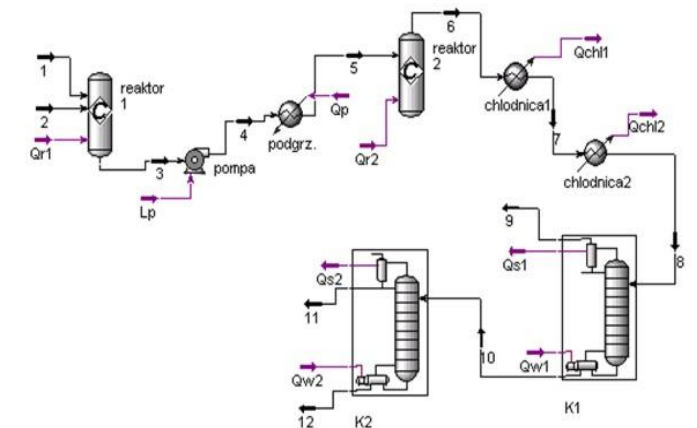 6
5
reaktor
2
Qchl1
1
reaktor
1
chlodnica1
Qp
4
2
podgrz.
Qchl2
7
Qr1
Qr2
3
pompa
chlodnica2
Lp
9
Qs1
8
Qs2
11
10
Qw1
Qw2
12
K2
K1